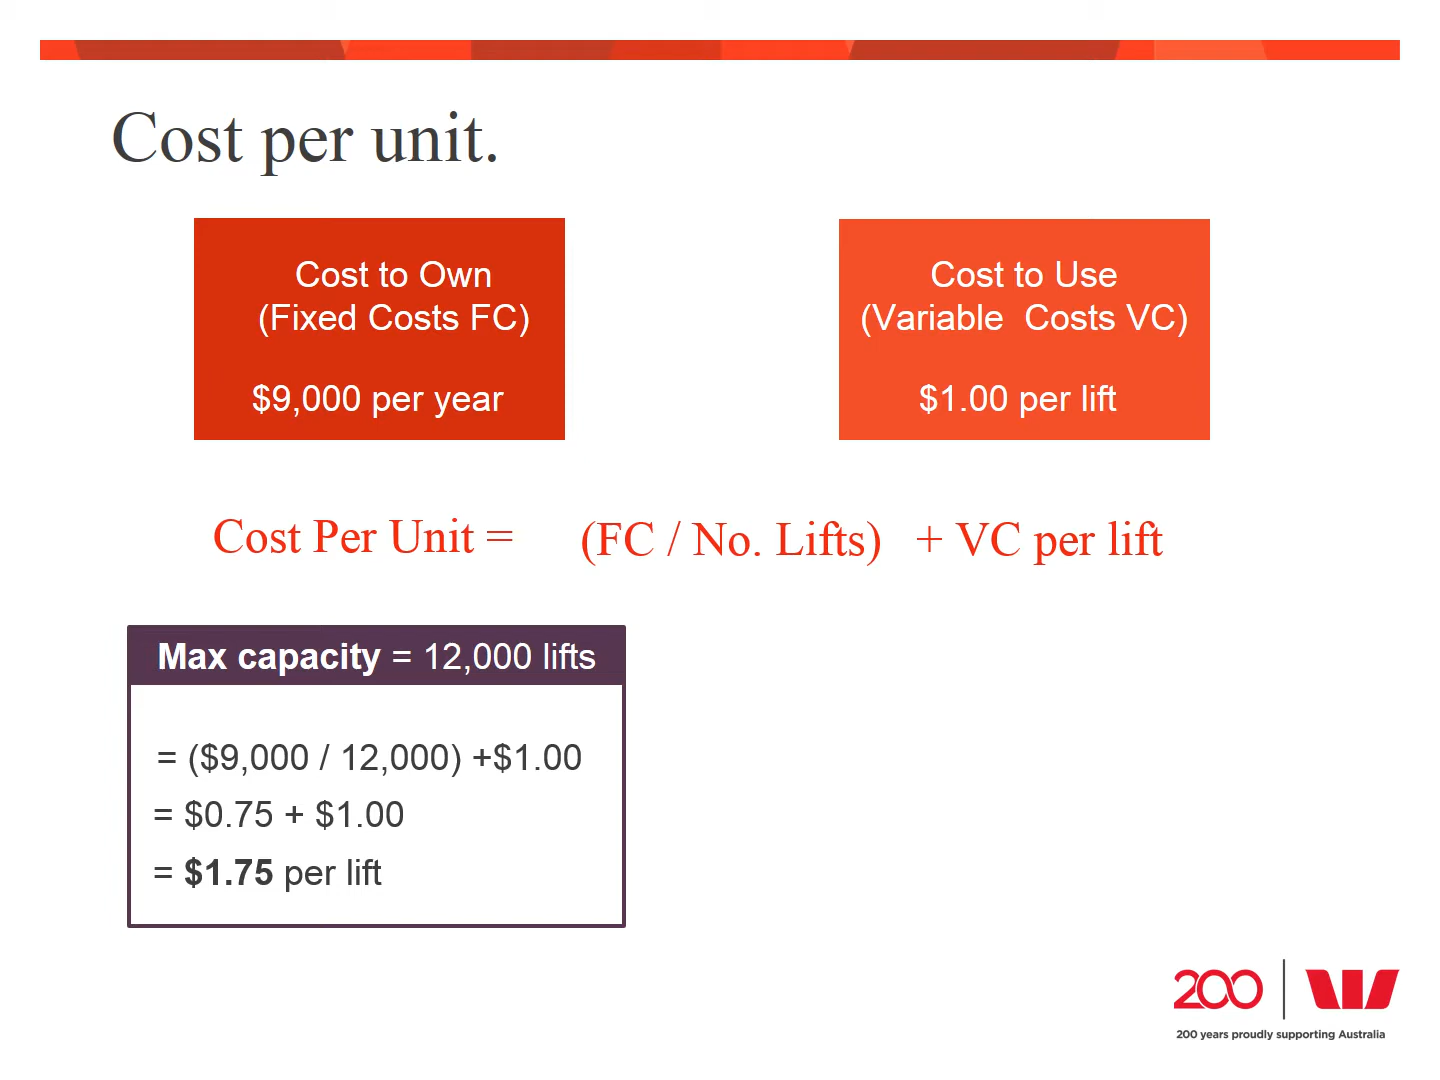 Cost per unit.
Cost to Own
(Fixed Costs FC)
$9,000 per year
Cost to Use
(Variable  Costs VC)
$1.00 per lift
Cost Per Unit = (FC / No. Lifts) + VC per lift
Max capacity = 12,000 lifts
= ($9,000 / 12,000) +$1.00
= $0.75 + $1.00
= $1.75 per lift
200
200 years proudly supporting Australia